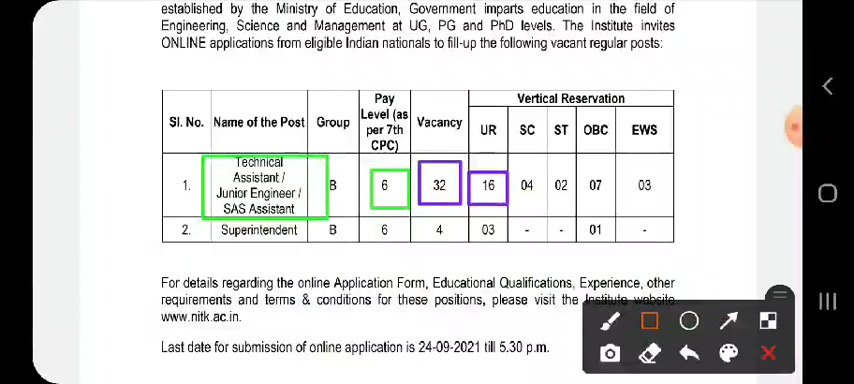 established by the Ministry of Education, Government imparts education in the field of
Engineering, Science and Management at UG, PG and PhD levels. The Institute invites
ONLINE applications from eligible Indian nationals to fill-up the following vacant regular posts:
Sl. No. Name of the Post Group Pay Level (as per 7th CPC) Vacancy Vertical Reservation
UR SC ST OBC EWS
1. Technical Assistant / Junior Engineer / SAS Assistant B 6 32 16 04 02 07 03
2. Superintendent B 6 4 03 - - 01 -
For details regarding the online Application Form, Educational Qualifications, Experience, other
requirements and terms & conditions for these positions, please visit the Institute website
www.nitk.ac.in.
Last date for submission of online application is 24-09-2021 till 5.30 p.m.